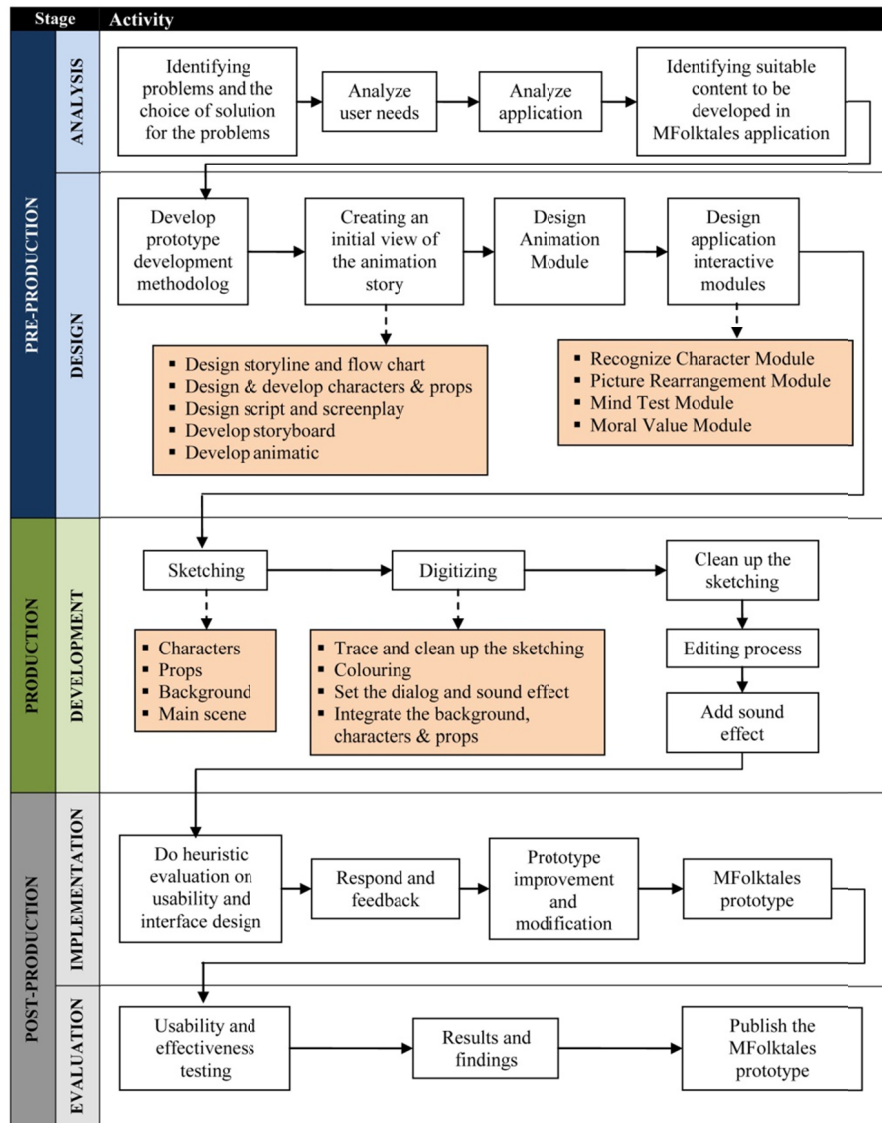 Stage Activity
PRE-PRODUCTION
ANALYSIS
Identifying
problems and the
choice of solution
for the problems
Analyze
user needs
Analyze
application
Identifying suitable
content to be
developed in
MFolktales application
DESIGN
Develop
prototype
development
methodolog
Creating an
initial view of
the animation
story
Design
Animation
Module
Design
application
interactive
modules
▪ Design storyline and flow chart
▪ Design & develop characters & props
▪ Design script and screenplay
▪ Develop storyboard
▪ Develop animatic
▪ Recognize Character Module
▪ Picture Rearrangement Module
▪ Mind Test Module
▪ Moral Value Module
PRODUCTION
DEVELOPMENT
Sketching
Digitizing
Clean up the
sketching
▪ Characters
▪ Props
▪ Background
▪ Main scene
▪ Trace and clean up the sketching
▪ Colouring
▪ Set the dialog and sound effect
▪ Integrate the background,
characters & props
Editing process
Add sound
effect
POST-PRODUCTION
IMPLEMENTATION
Do heuristic
evaluation on
usability and
interface design
Respond and
feedback
Prototype
improvement
and
modification
MFolktales
prototype
EVALUATION
Usability and
effectiveness
testing
Results and
findings
Publish the
MFolktales
prototype